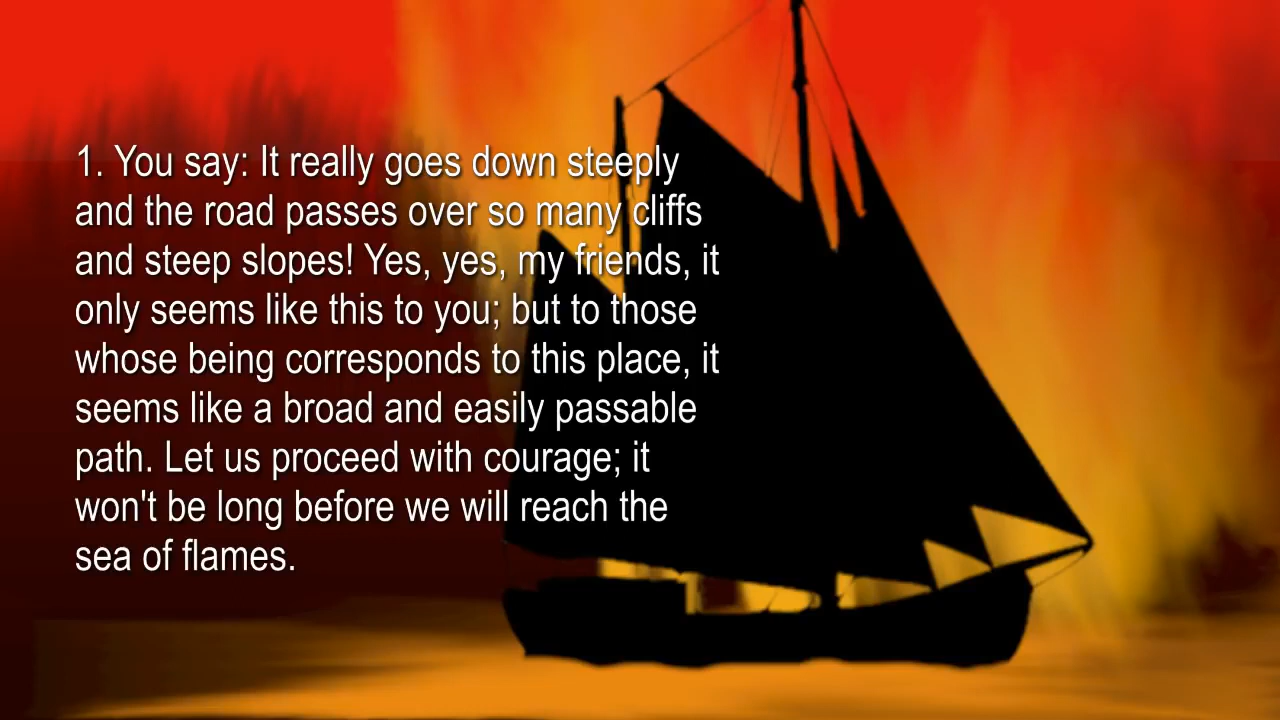 1. You say: It really goes down steeply
and the road passes over so many cliffs
and steep slopes! Yes, yes, my friends, it
only seems like this to you; but to those
whose being corresponds to this place, it
seems like a broad and easily passable
path. Let us proceed with courage; it
won't be long before we will reach the
sea of flames.